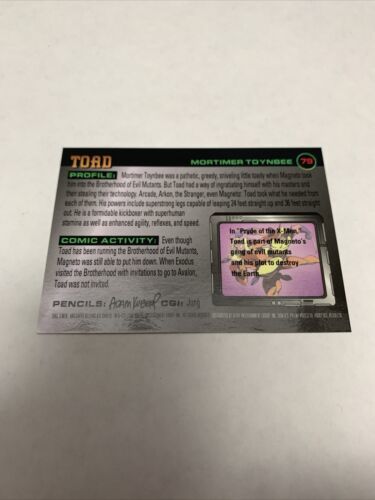 TOAD
MORTIMER TOYNBEE 79
PROFILE: Mortimer Toynbee was a pathetic, greedy, sniveling little toady when Magneto took
him into the Brotherhood of Evil Mutants. But Toad had a way of ingratiating himself with his masters and
then stealing their technology. Arcade, Arkon, the Stranger, even Magneto: Toad took what he needed from
each of them. His powers include superstrong legs capable of leaping 24 feet straight up and 36 feet straight
out. He is a formidable kickboxer with superhuman
stamina as well as enhanced agility, reflexes, and speed.
COMIC ACTIVITY: Even though
Toad has been running the Brotherhood of Evil Mutants,
Magneto was still able to put him down. When Exodus
visited the Brotherhood with invitations to go to Avalon,
Toad was not invited.
In "Pryde of the X-Men,"
Toad is part of Magneto's
gang of evil mutants
and his plot to destroy
the Earth.
PENCILS: Adam Kubert CGI: Jung